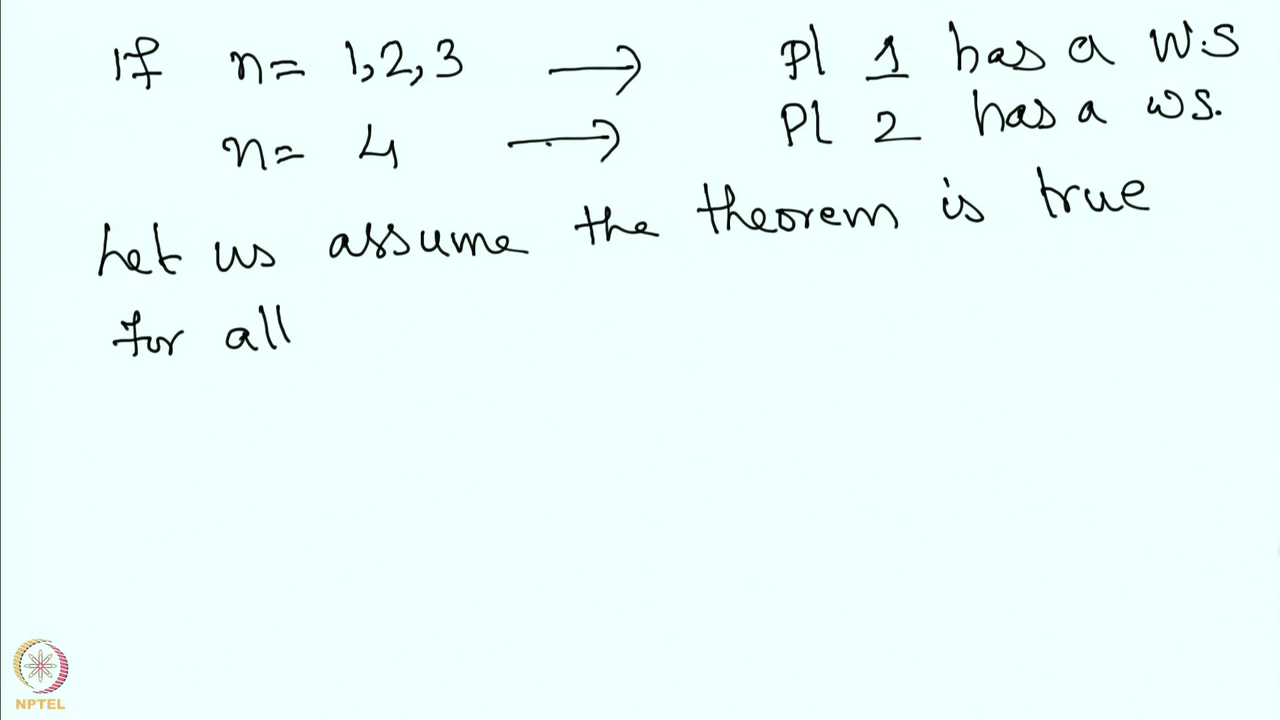 If n = 1,2,3 → Pl 1 has a W.S
n = 4 → Pl 2 has a WS.
Let us assume the theorem is true
for all
NPTEL